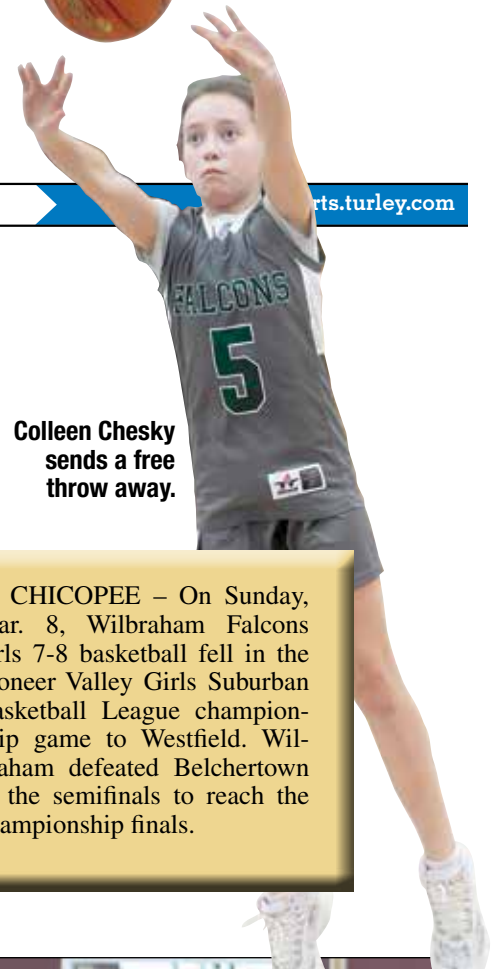 rts.turley.com
FALCONS
5
Colleen Chesky
sends a free
throw away.
CHICOPEE – On Sunday,
ar. 8, Wilbraham Falcons
rls 7-8 basketball fell in the
oneer Valley Girls Suburban
asketball League champion-
ip game to Westfield. Wil-
aham defeated Belchertown
the semifinals to reach the
ampionship finals.